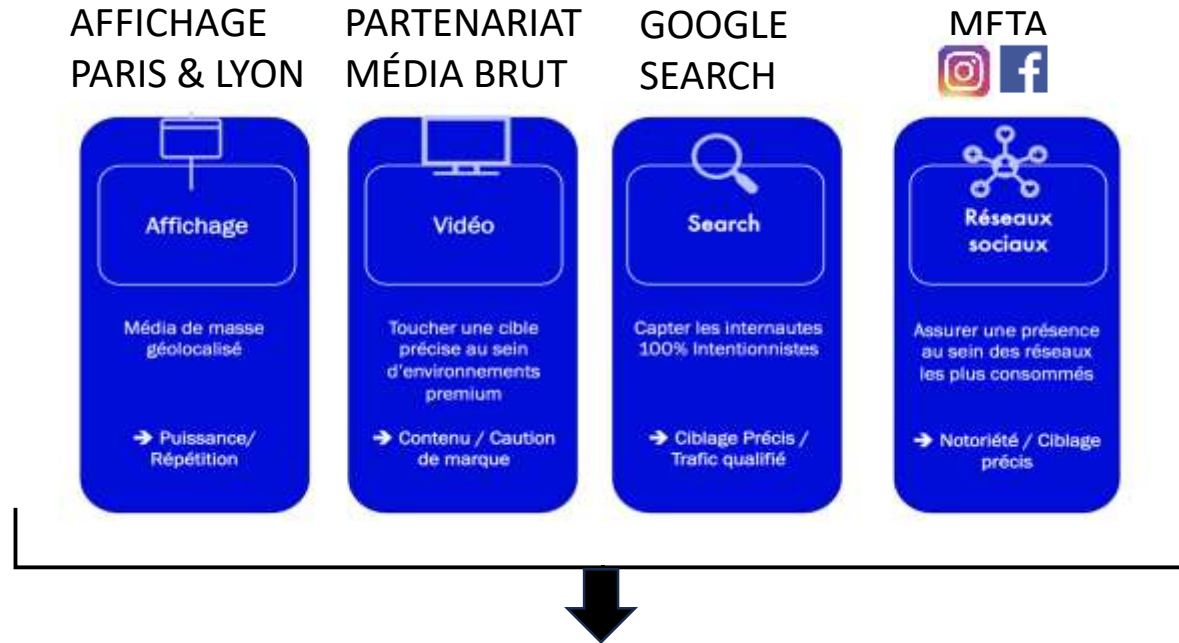 AFFICHAGE
PARIS & LYON
PARTENARIAT
MÉDIA BRUT
GOOGLE
SEARCH
META
Affichage
Média de masse
géolocalisé
➔ Puissance/
Répétition
Vidéo
Toucher une cible
précise au sein
d'environnements
premium
➔ Contenu / Caution
de marque
Search
Capter les internautes
100% Intentionnistes
➔ Ciblage Précis /
Trafic qualifié
Réseaux
sociaux
Assurer une présence
au sein des réseaux
les plus consommés
➔ Notoriété / Ciblage
précis